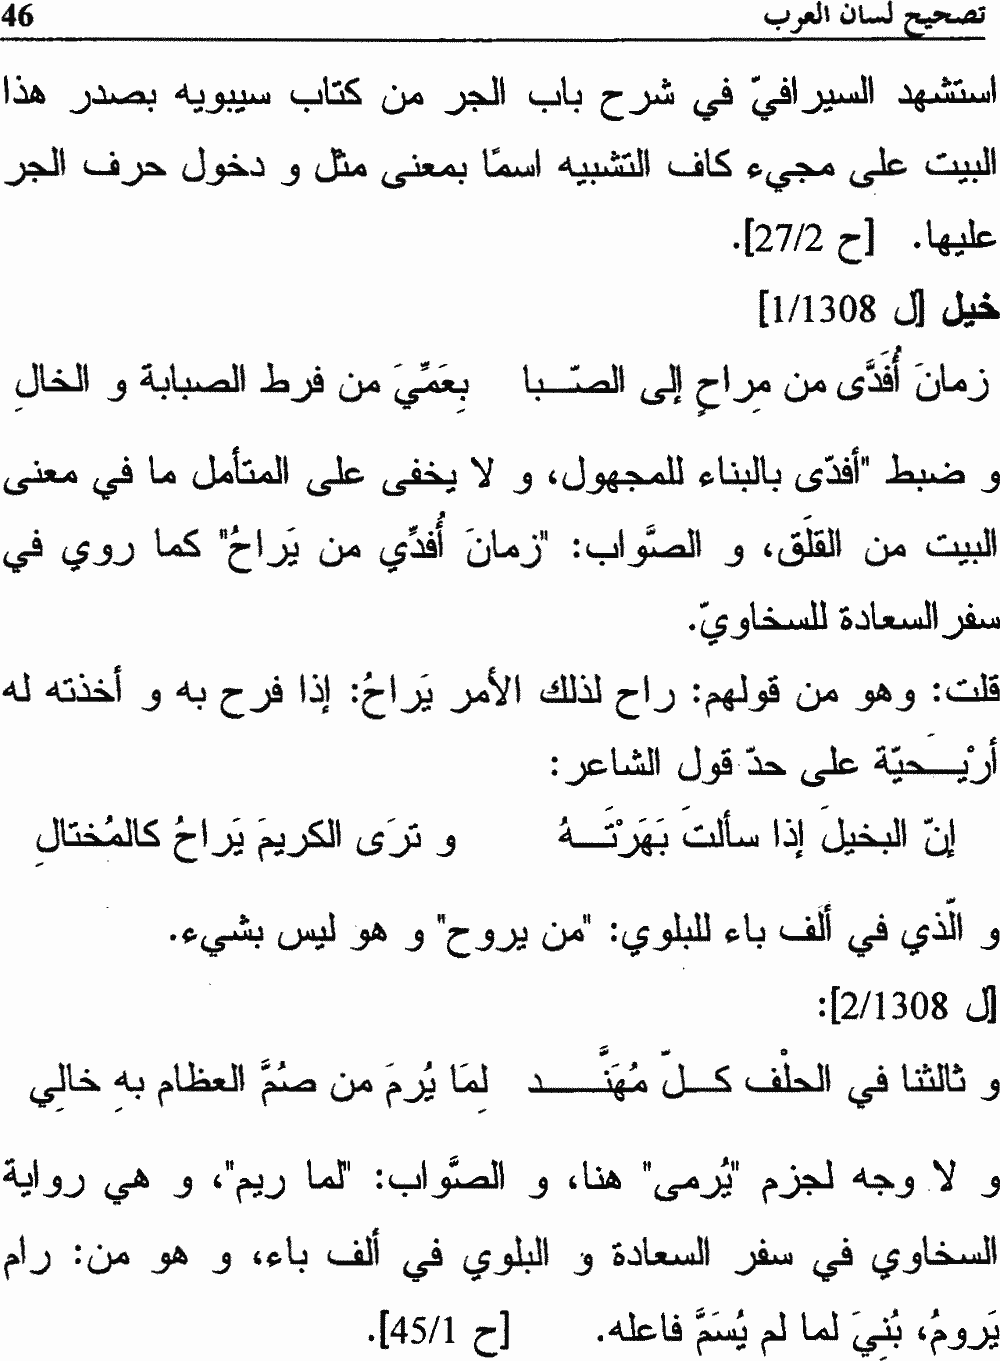 تصحيح لسان العرب 46
استشهد السيرافيّ في شرح باب الجر من كتاب سيبويه بصدر هذا
البيت على مجيء كاف التشبيه اسمًا بمعنى مثل و دخول حرف الجر
عليها. [ح 27/2].
خيل [ل 1/1308]
زمانَ أُفَدَّى من مِراحٍ إلى الصّـبا بِعَمِّيَ من فرط الصبابة و الخالِ
و ضبط "أفدّى بالبناء للمجهول، و لا يخفى على المتأمل ما في معنى
البيت من القلَق، و الصَّواب: "زمانَ أُفدِّي من يَراحُ" كما روي في
سفر السعادة للسخاويّ.
قلت: وهو من قولهم: راح لذلك الأمر يَراحُ: إذا فرح به و أخذته له
أرْيـَحيّة على حدّ قول الشاعر:
إنّ البخيلَ إذا سألتَ بَهَرْتَـهُ و ترَى الكريمَ يَراحُ كالمُختالِ
و الّذي في ألف باء للبلوي: "من يروح" و هو ليس بشيء.
[ل 2/1308]:
و ثالثنا في الحلْف كـلّ مُهَنَّـد لِمَا يُرمَ من صُمَّ العظام بهِ خالِي
و لا وجه لجزم "يُرمى" هنا، و الصَّواب: "لما ريم"، و هي رواية
السخاوي في سفر السعادة و البلوي في ألف باء، و هو من: رام
يَرومُ، بُنيَ لما لم يُسَمَّ فاعله. [ح 45/1].